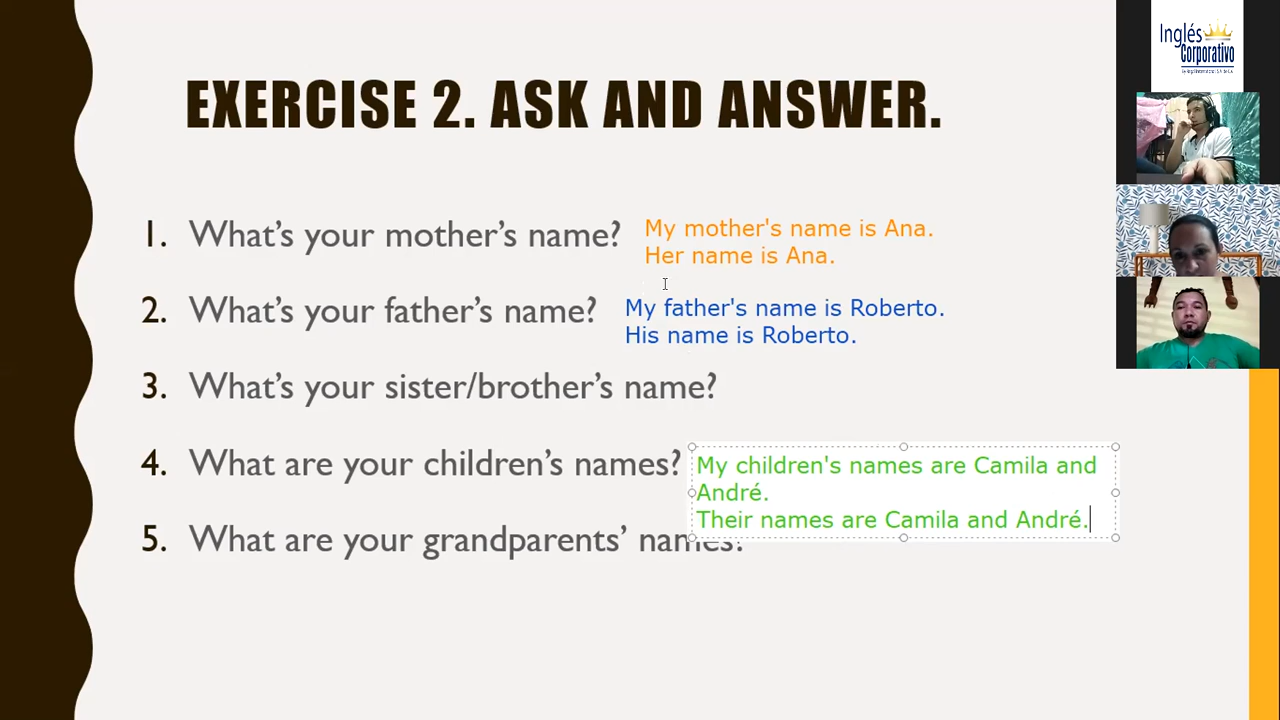 EXERCISE 2. ASK AND ANSWER.
1. What's your mother's name?
My mother's name is Ana.
Her name is Ana.
2. What's your father's name?
My father's name is Roberto.
His name is Roberto.
3. What's your sister/brother's name?
4. What are your children's names?
My children's names are Camila and
André.
Their names are Camila and André.
5. What are your grandparents' names?
Inglés
Corporativo